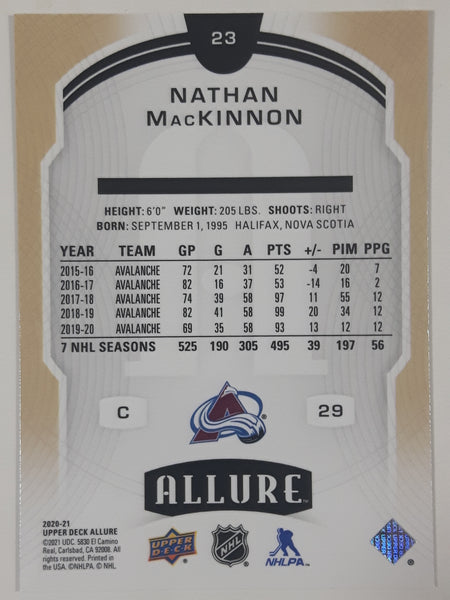 23
NATHAN
MACKINNON
HEIGHT: 6'0" WEIGHT: 205 LBS. SHOOTS: RIGHT
BORN: SEPTEMBER 1, 1995 HALIFAX, NOVA SCOTIA
YEAR TEAM GP G A PTS +/- PIM PPG
2015-16 AVALANCHE 72 21 31 52 -4 20 7
2016-17 AVALANCHE 82 16 37 53 -14 16 2
2017-18 AVALANCHE 74 39 58 97 11 55 12
2018-19 AVALANCHE 82 41 58 99 20 34 12
2019-20 AVALANCHE 69 35 58 93 13 12 12
7 NHL SEASONS 525 190 305 495 39 197 56
C
29
ALLURE
2020-21
UPPER DECK ALLURE
©2021 UDC. 5830 El Camino
Real, Carlsbad, CA 92008. All
rights reserved. Printed in
the USA. ©NHLPA. © NHL.
UPPER DECK
NHL
NHLPA